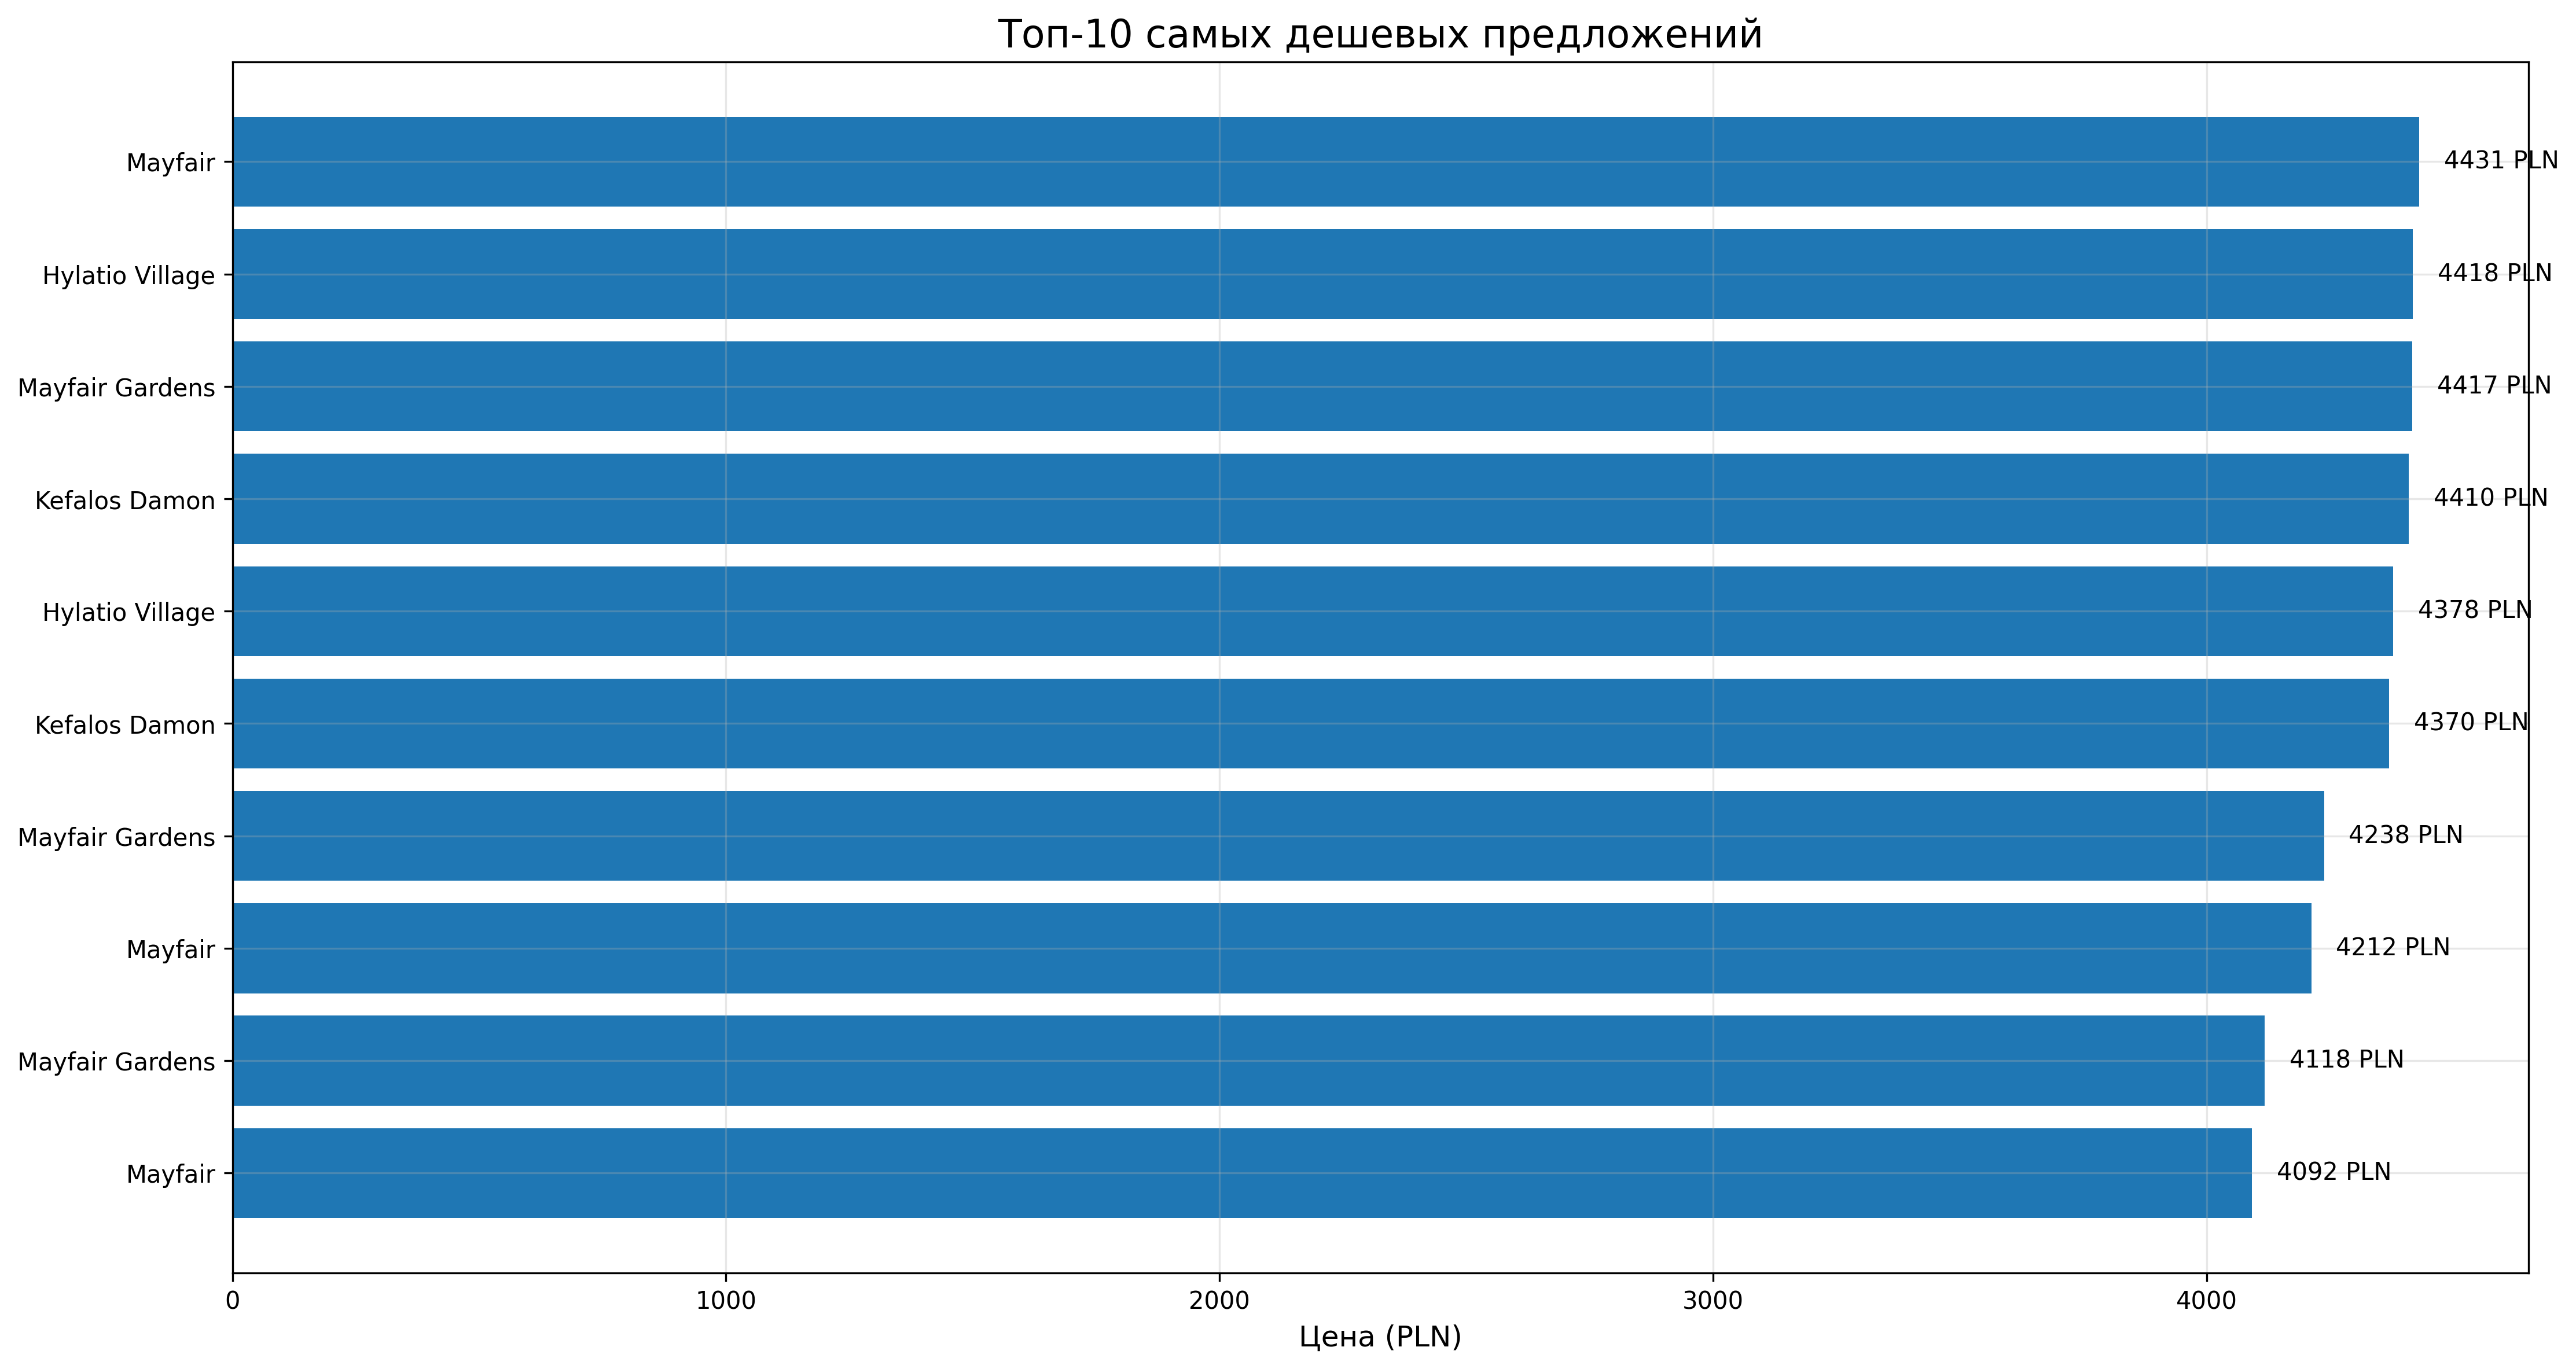 Топ-10 самых дешевых предложений
Mayfair 4431 PLN
Hylatio Village 4418 PLN
Mayfair Gardens 4417 PLN
Kefalos Damon 4410 PLN
Hylatio Village 4378 PLN
Kefalos Damon 4370 PLN
Mayfair Gardens 4238 PLN
Mayfair 4212 PLN
Mayfair Gardens 4118 PLN
Mayfair 4092 PLN
0 1000 2000 3000 4000
Цена (PLN)